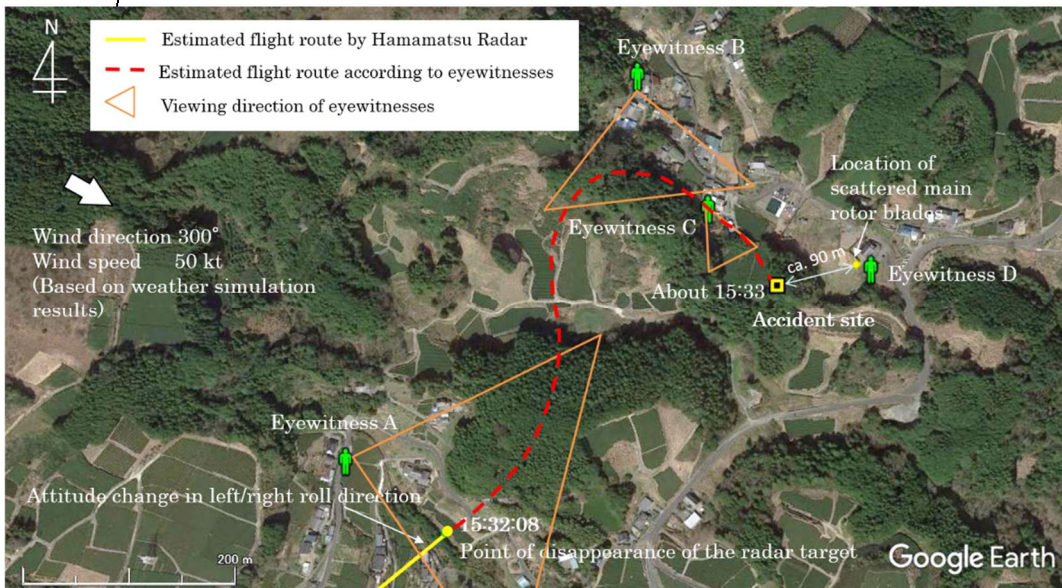 N
Estimated flight route by Hamamatsu Radar
Estimated flight route according to eyewitnesses
Viewing direction of eyewitnesses
Eyewitness B
Location of
scattered main
rotor blades
Wind direction 300°
Wind speed 50 kt
(Based on weather simulation
results)
Eyewitness C
ca. 90 m
Eyewitness D
About 15:33
Accident site
Eyewitness A
Attitude change in left/right roll direction
15:32:08
Point of disappearance of the radar target
200 m
Google Earth